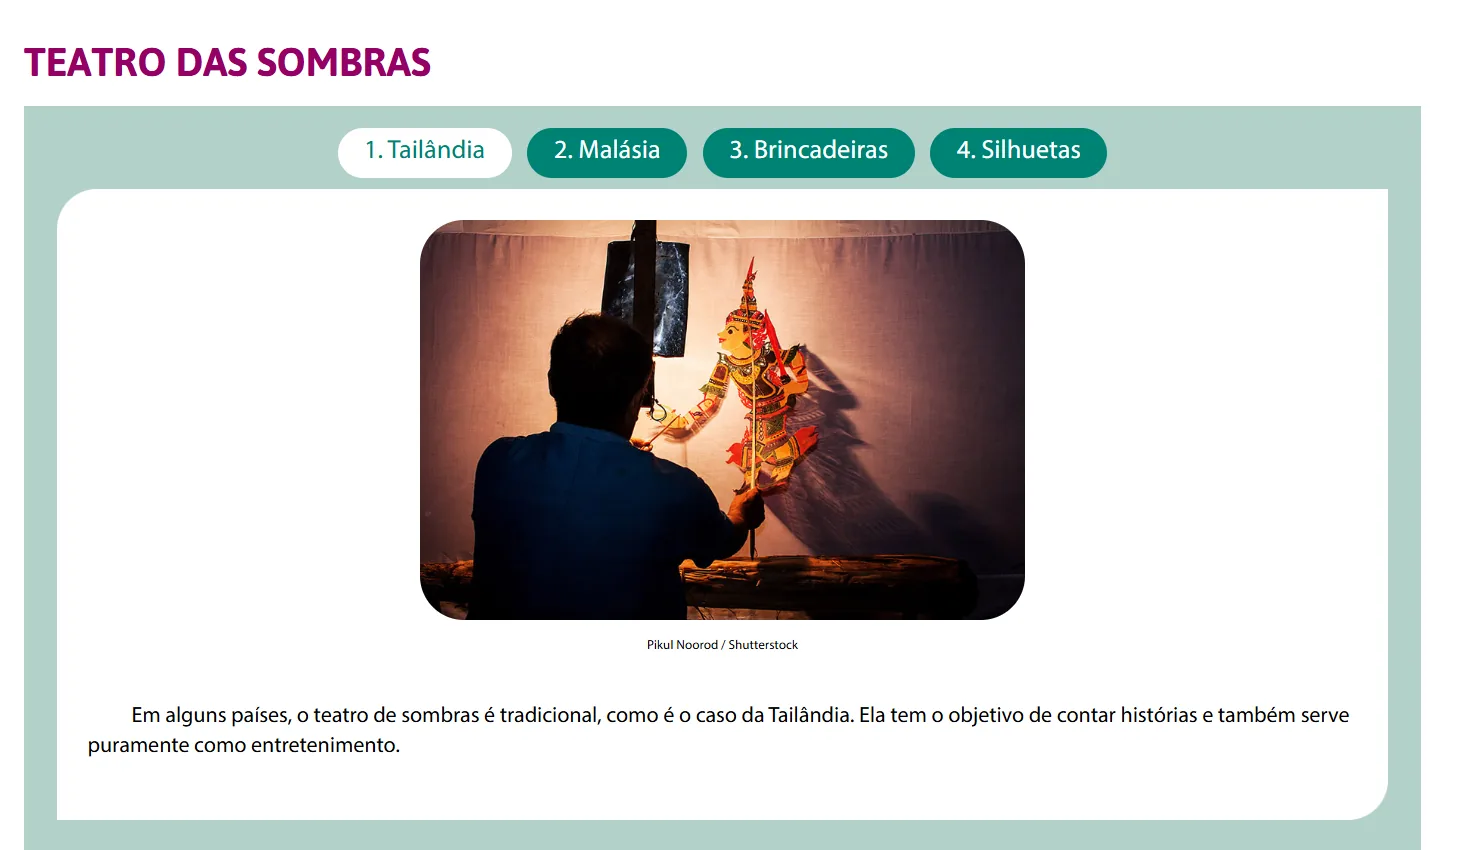 TEATRO DAS SOMBRAS
1. Tailândia
2. Malásia
3. Brincadeiras
4. Silhuetas
Pikul Noorod / Shutterstock
Em alguns países, o teatro de sombras é tradicional, como é o caso da Tailândia. Ela tem o objetivo de contar histórias e também serve
puramente como entretenimento.